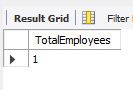 Result Grid Filter
TotalEmployees
1